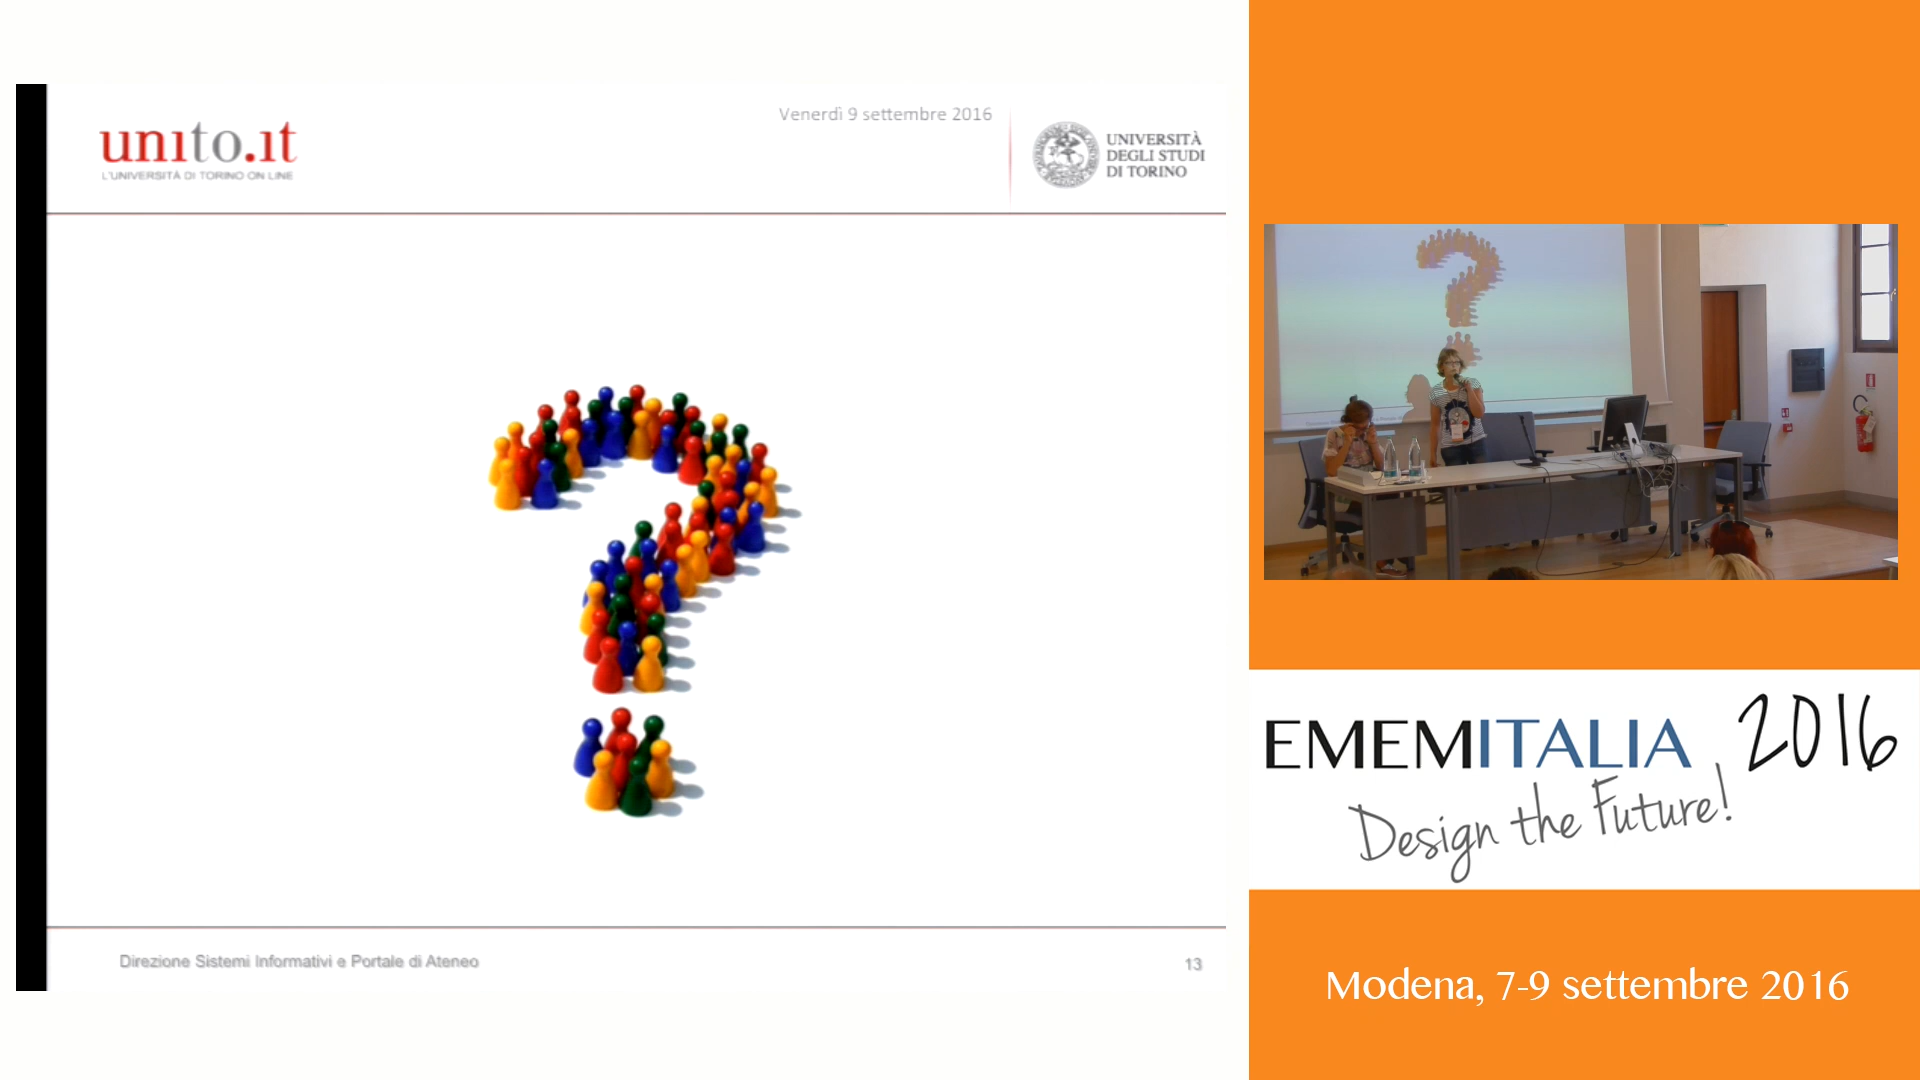 Venerdì 9 settembre 2016
unito.it
L'UNIVERSITÀ DI TORINO ON LINE
UNIVERSITÀ
DEGLI STUDI
DI TORINO
Direzione Sistemi Informativi e Portale di Ateneo
13
EMEMITALIA 2016
Design the Future!
Modena, 7-9 settembre 2016